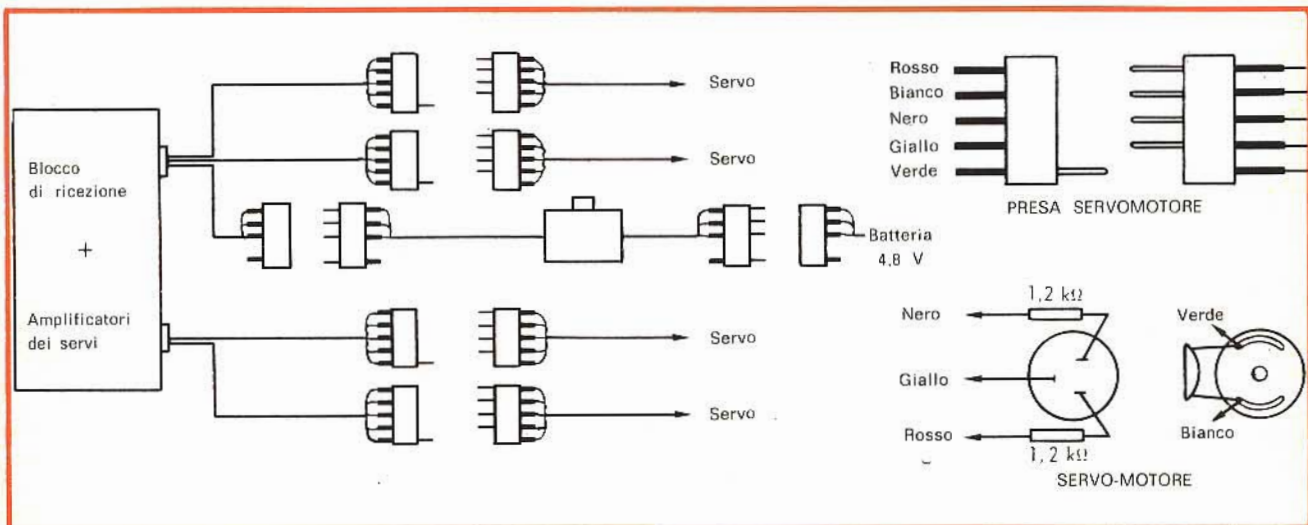 Blocco
di ricezione
+
Amplificatori
dei servi
Servo
Servo
Batteria
4.8 V
Servo
Servo
Rosso
Bianco
Nero
Giallo
Verde
PRESA SERVOMOTORE
1,2 kΩ
Nero
Giallo
Rosso
1,2 kΩ
Verde
Bianco
SERVO-MOTORE